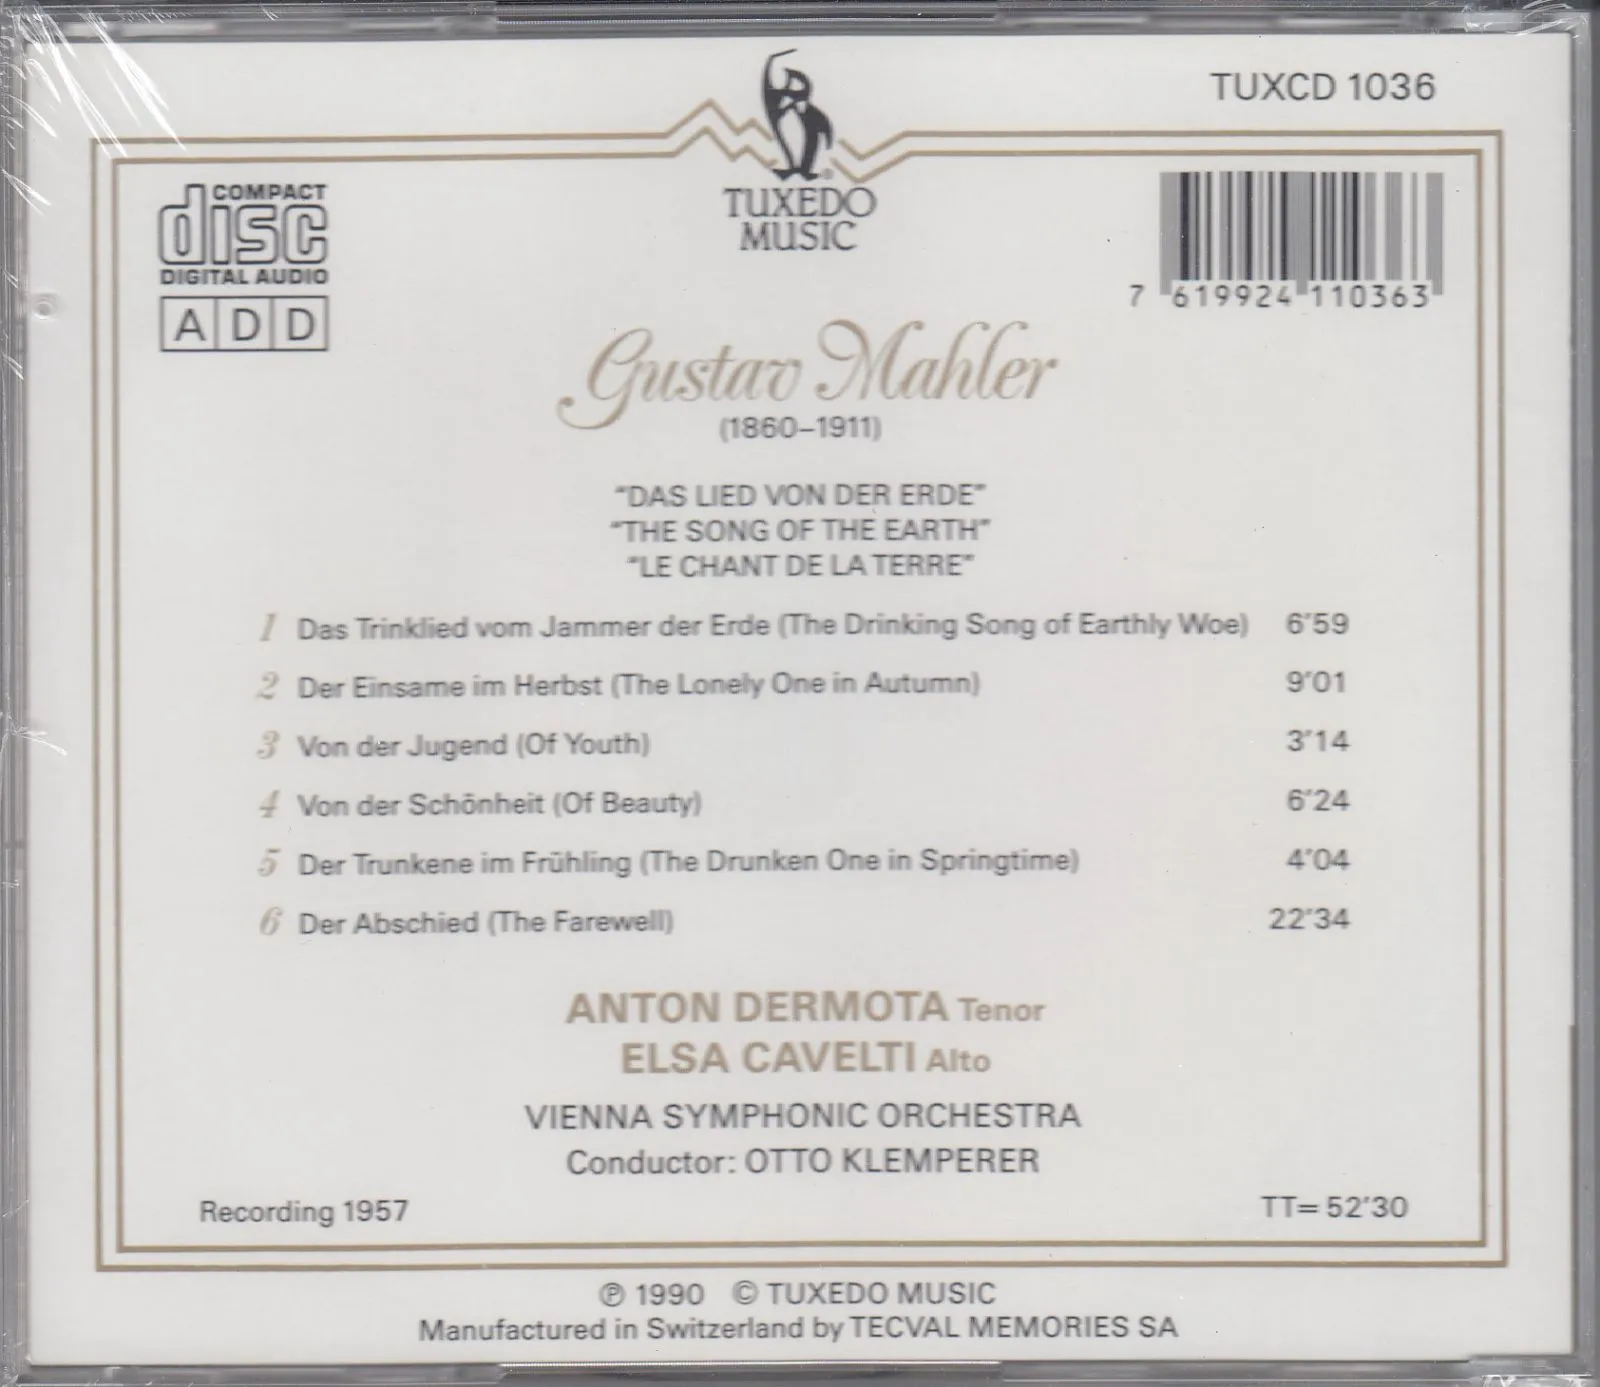 TUXCD 1036
TUXEDO
MUSIC
COMPACT
disc
DIGITAL AUDIO
A D D
7 619924 110363
Gustav Mahler
(1860–1911)
"DAS LIED VON DER ERDE"
"THE SONG OF THE EARTH"
"LE CHANT DE LA TERRE"
1 Das Trinklied vom Jammer der Erde (The Drinking Song of Earthly Woe) 6'59
2 Der Einsame im Herbst (The Lonely One in Autumn) 9'01
3 Von der Jugend (Of Youth) 3'14
4 Von der Schönheit (Of Beauty) 6'24
5 Der Trunkene im Frühling (The Drunken One in Springtime) 4'04
6 Der Abschied (The Farewell) 22'34
ANTON DERMOTA Tenor
ELSA CAVELTI Alto
VIENNA SYMPHONIC ORCHESTRA
Conductor: OTTO KLEMPERER
Recording 1957 TT= 52'30
℗ 1990 © TUXEDO MUSIC
Manufactured in Switzerland by TECVAL MEMORIES SA